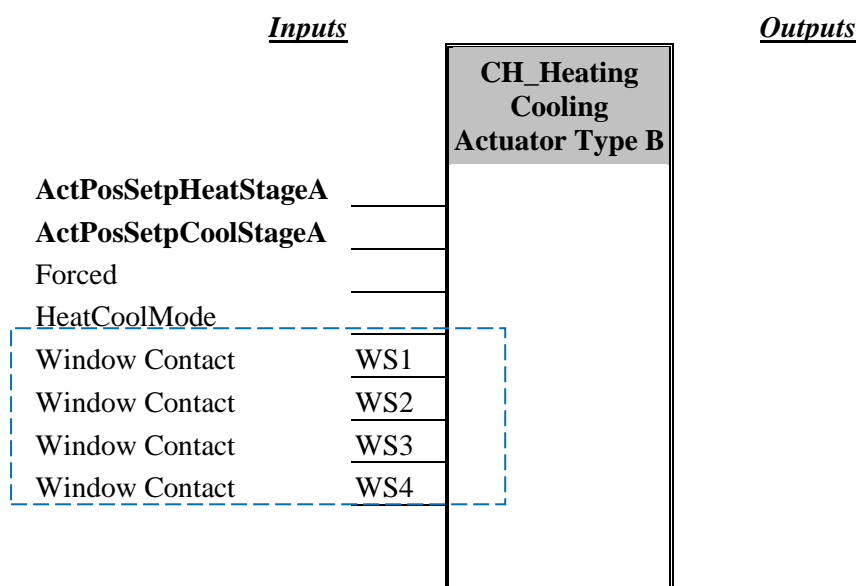 Inputs
Outputs
CH_Heating
Cooling
Actuator Type B
ActPosSetpHeatStageA
ActPosSetpCoolStageA
Forced
HeatCoolMode
Window Contact WS1
Window Contact WS2
Window Contact WS3
Window Contact WS4